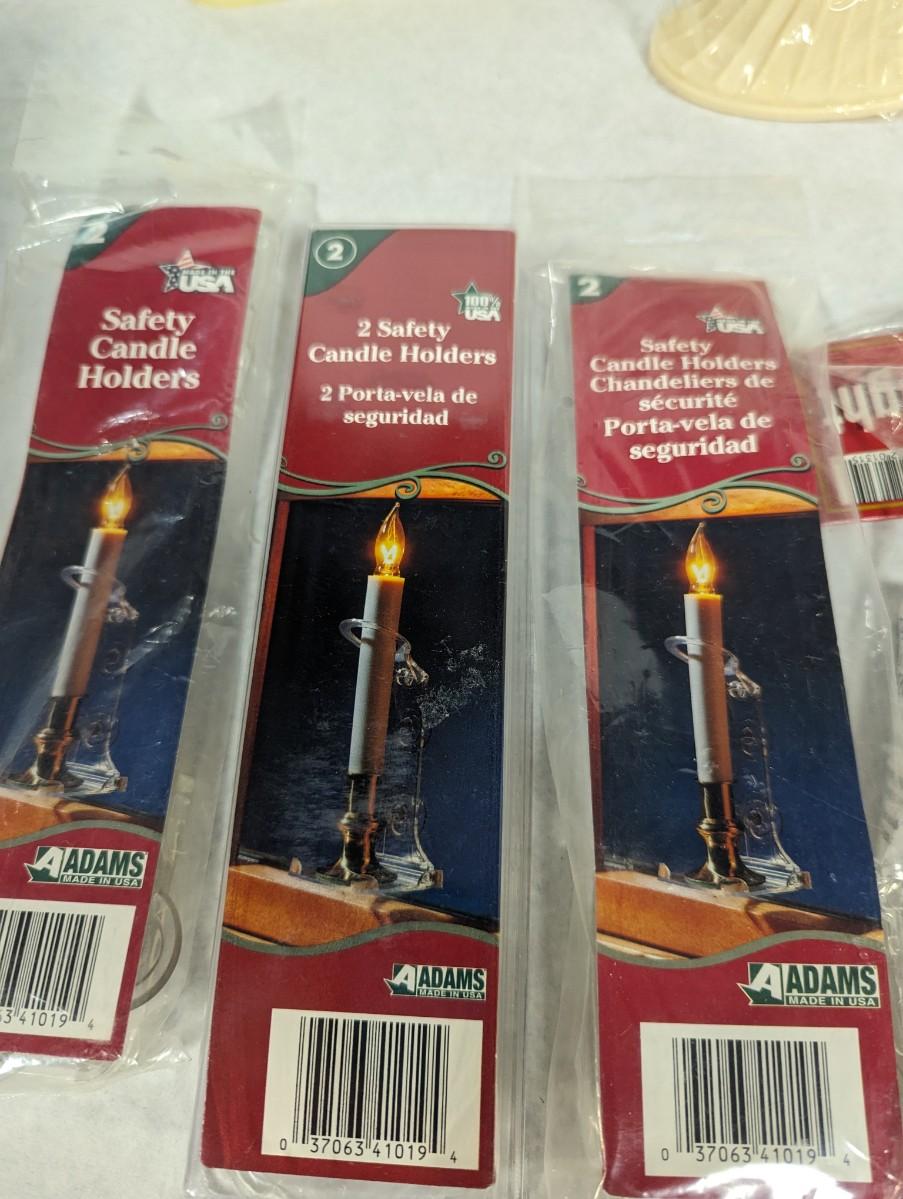 2
MADE IN THE
USA
Safety
Candle
Holders
ADAMS
MADE IN USA
63 41019 4
2
100%
MADE IN
USA
2 Safety
Candle Holders
2 Porta-vela de
seguridad
ADAMS
MADE IN USA
0 37063 41019 4
2
USA
Safety
Candle Holders
Chandeliers de
sécurité
Porta-vela de
seguridad
ADAMS
MADE IN USA
0 37063 41019 4